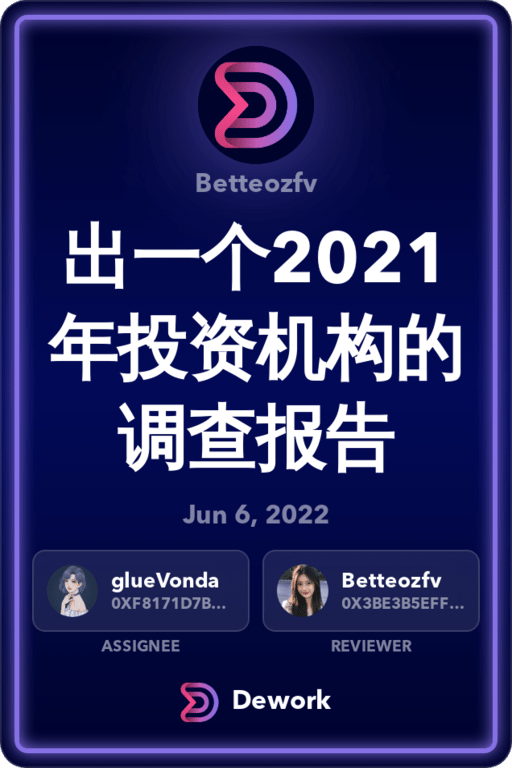 Betteozfv
出一个2021
年投资机构的
调查报告
Jun 6, 2022
glueVonda
0XF8171D7B...
ASSIGNEE
Betteozfv
0X3BE3B5EFF...
REVIEWER
Dework